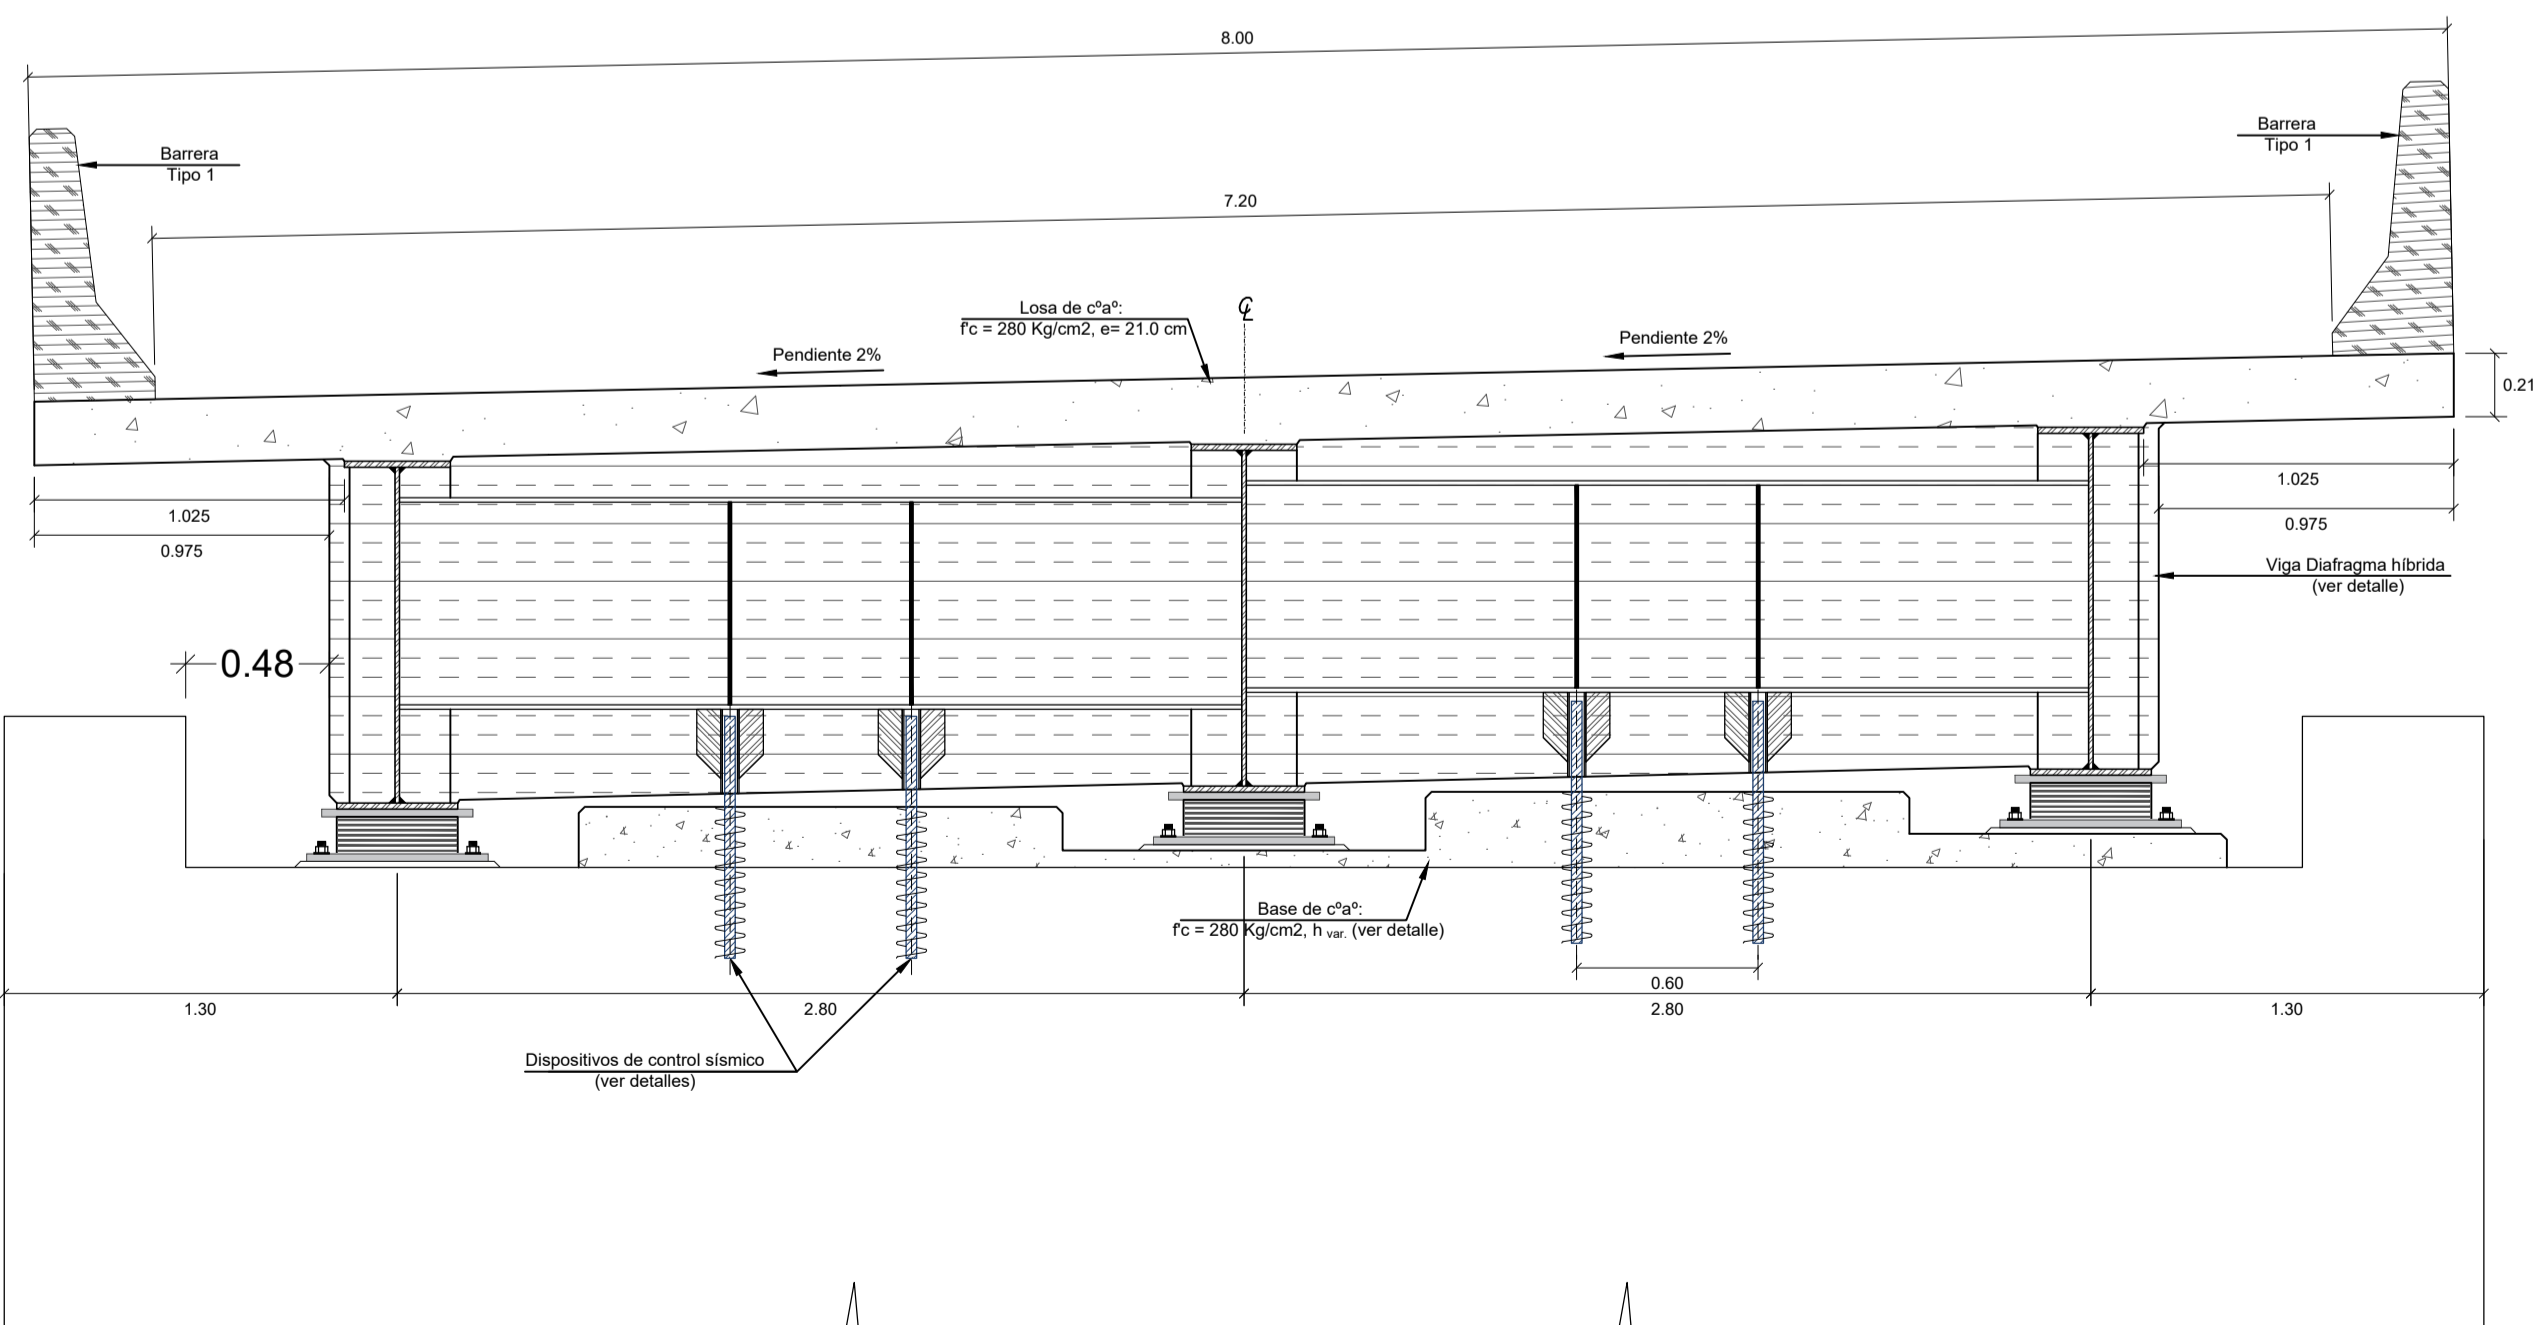 8.00
Barrera
Tipo 1
Barrera
Tipo 1
7.20
Losa de cºaº:
f'c = 280 Kg/cm2, e= 21.0 cm
℄
Pendiente 2%
Pendiente 2%
0.21
1.025
0.975
1.025
0.975
Viga Diafragma híbrida
(ver detalle)
0.48
Base de cºaº:
f'c = 280 Kg/cm2, h var. (ver detalle)
0.60
1.30
2.80
2.80
1.30
Dispositivos de control sísmico
(ver detalles)